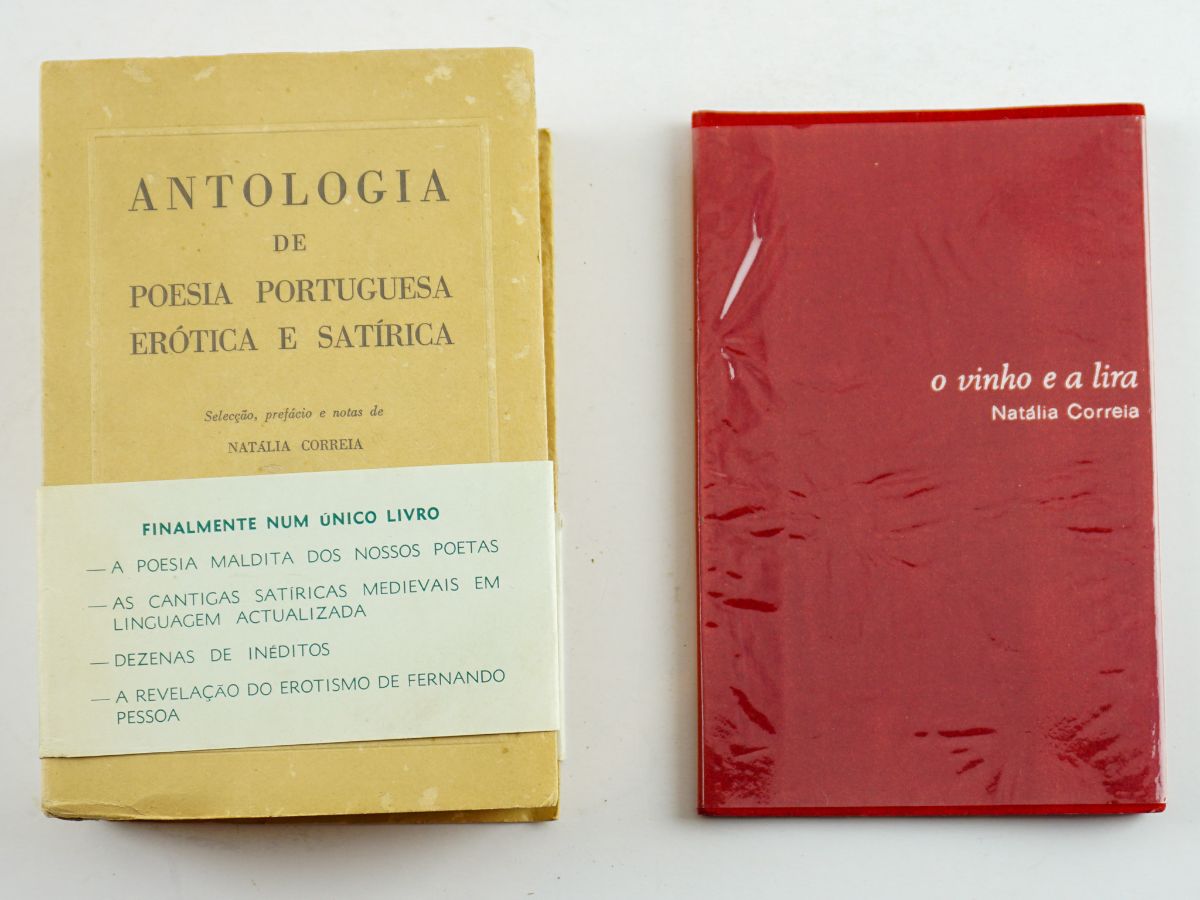 ANTOLOGIA
DE
POESIA PORTUGUESA
ERÓTICA E SATÍRICA
Selecção, prefácio e notas de
NATÁLIA CORREIA
FINALMENTE NUM ÚNICO LIVRO
— A POESIA MALDITA DOS NOSSOS POETAS
— AS CANTIGAS SATÍRICAS MEDIEVAIS EM
LINGUAGEM ACTUALIZADA
— DEZENAS DE INÉDITOS
— A REVELAÇÃO DO EROTISMO DE FERNANDO
PESSOA
o vinho e a lira
Natália Correia